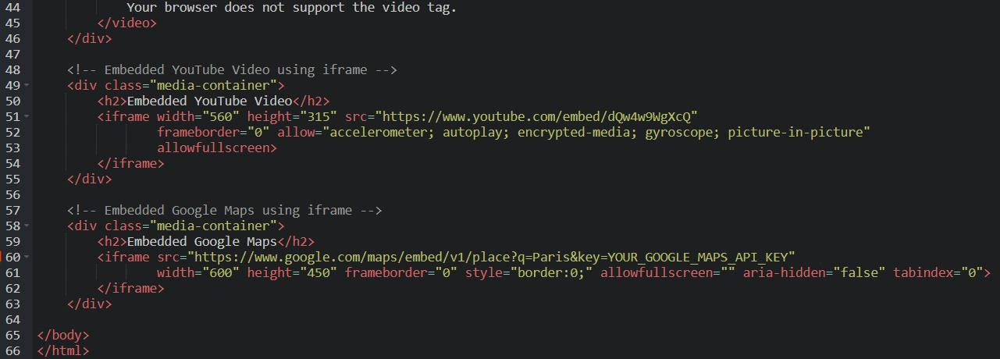 44 Your browser does not support the video tag.
45 </video>
46 </div>
47
48 <!-- Embedded YouTube Video using iframe -->
49 <div class="media-container">
50 <h2>Embedded YouTube Video</h2>
51 <iframe width="560" height="315" src="https://www.youtube.com/embed/dQw4w9WgXcQ"
52 frameborder="0" allow="accelerometer; autoplay; encrypted-media; gyroscope; picture-in-picture"
53 allowfullscreen>
54 </iframe>
55 </div>
56
57 <!-- Embedded Google Maps using iframe -->
58 <div class="media-container">
59 <h2>Embedded Google Maps</h2>
60 <iframe src="https://www.google.com/maps/embed/v1/place?q=Paris&key=YOUR_GOOGLE_MAPS_API_KEY"
61 width="600" height="450" frameborder="0" style="border:0;" allowfullscreen="" aria-hidden="false" tabindex="0">
62 </iframe>
63 </div>
64
65 </body>
66 </html>